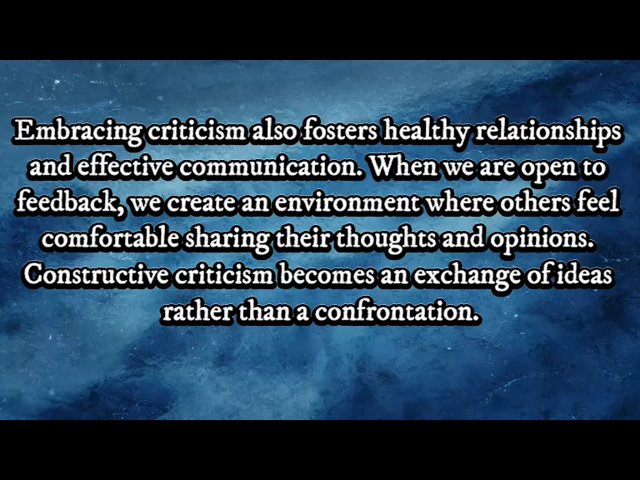 Embracing criticism also fosters healthy relationships
and effective communication. When we are open to
feedback, we create an environment where others feel
comfortable sharing their thoughts and opinions.
Constructive criticism becomes an exchange of ideas
rather than a confrontation.